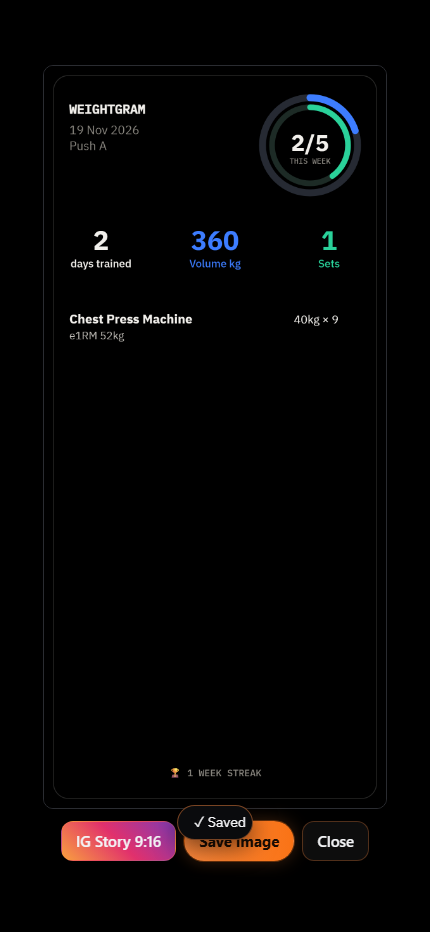 WEIGHTGRAM
19 Nov 2026
Push A
2/5
THIS WEEK
2
days trained
360
Volume kg
1
Sets
Chest Press Machine
40kg × 9
e1RM 52kg
🏆 1 WEEK STREAK
✓ Saved
IG Story 9:16
Save Image
Close